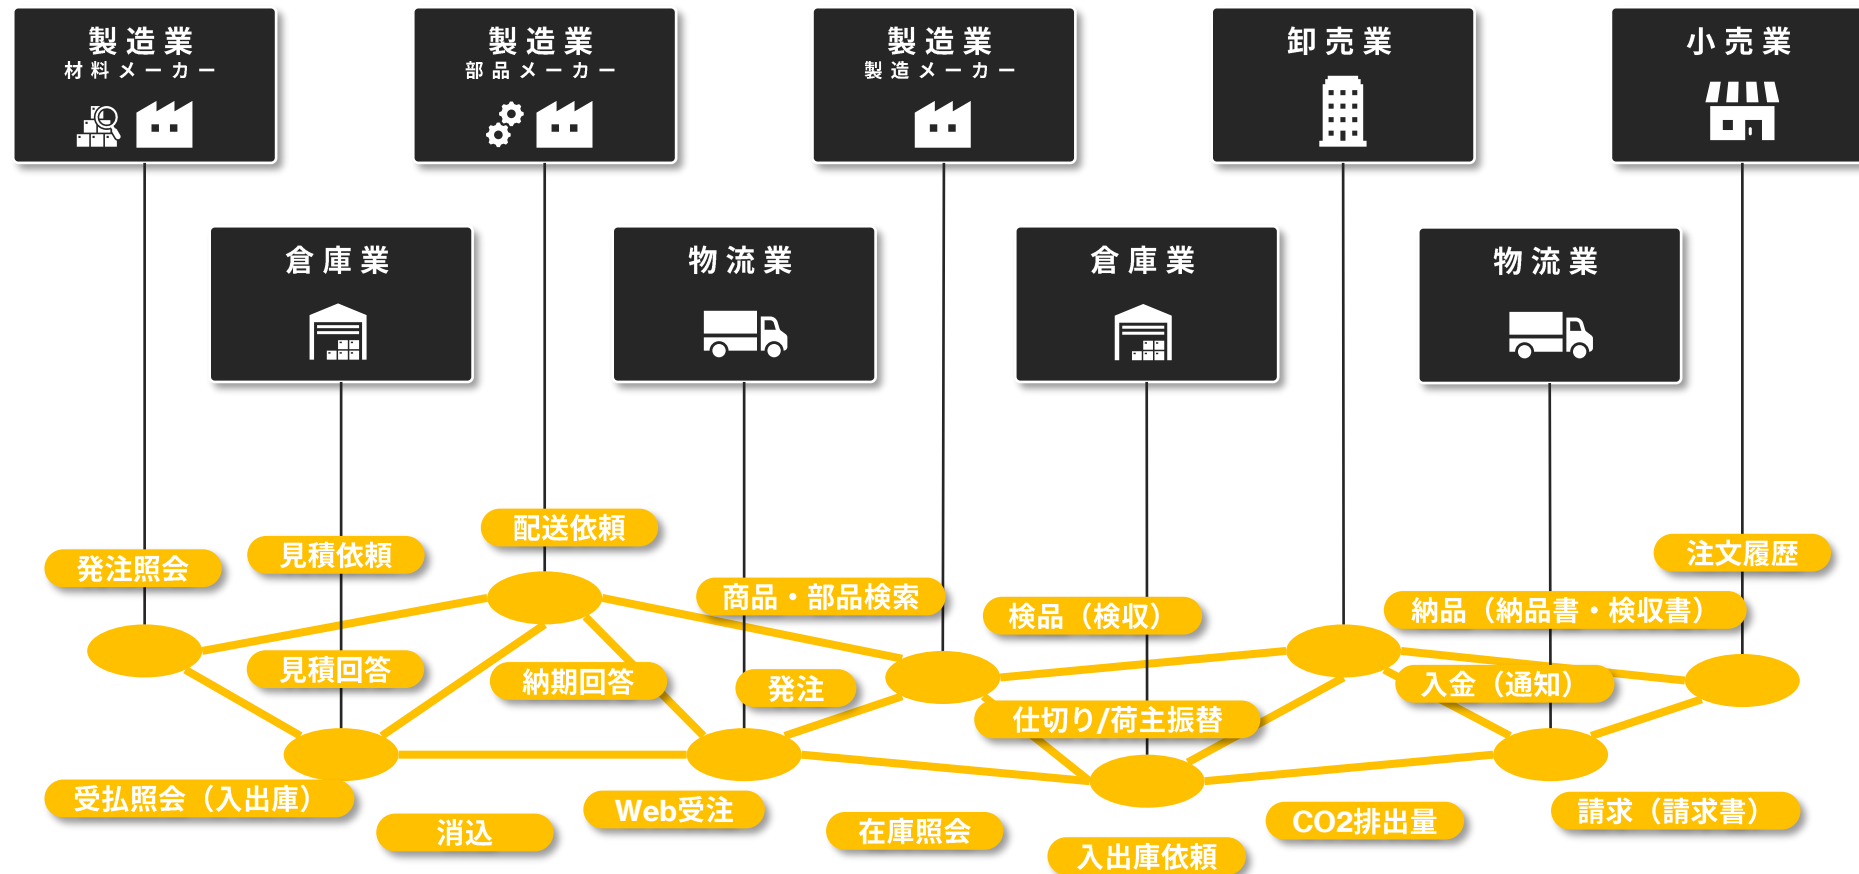 製造業
材料メーカー
製造業
部品メーカー
製造業
製造メーカー
卸売業
小売業
倉庫業
物流業
倉庫業
物流業
配送依頼
見積依頼
発注照会
注文履歴
商品・部品検索
検品（検収）
納品（納品書・検収書）
見積回答
納期回答
発注
入金（通知）
仕切り/荷主振替
受払照会（入出庫）
消込
Web受注
在庫照会
入出庫依頼
CO2排出量
請求（請求書）